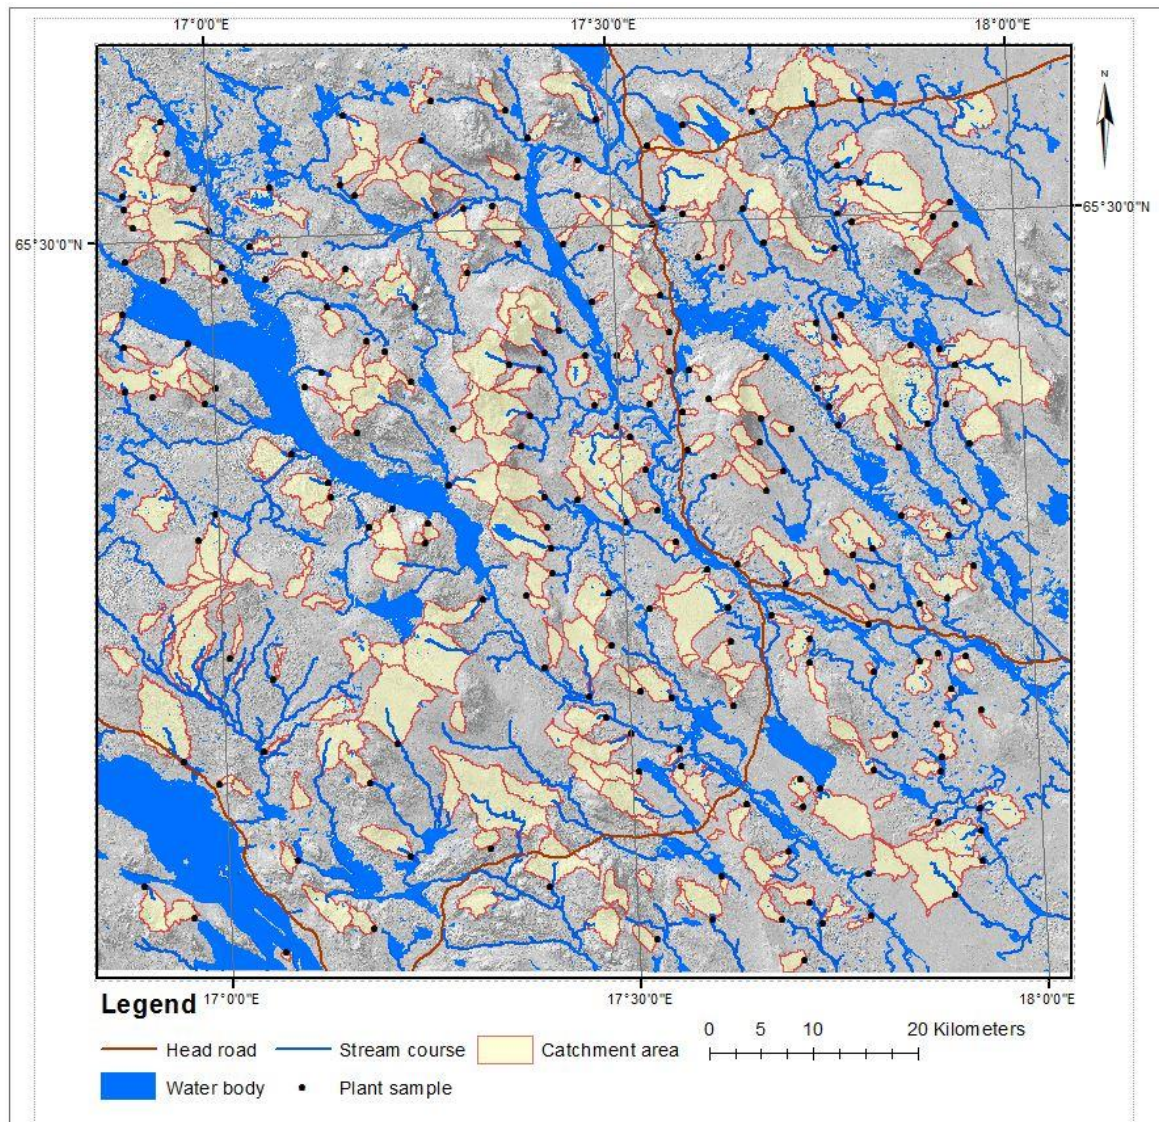 17°0'0"E 17°30'0"E 18°0'0"E
N
65°30'0"N
65°30'0"N
17°0'0"E 17°30'0"E 18°0'0"E
Legend
0 5 10 20 Kilometers
Head road Stream course Catchment area
Water body Plant sample